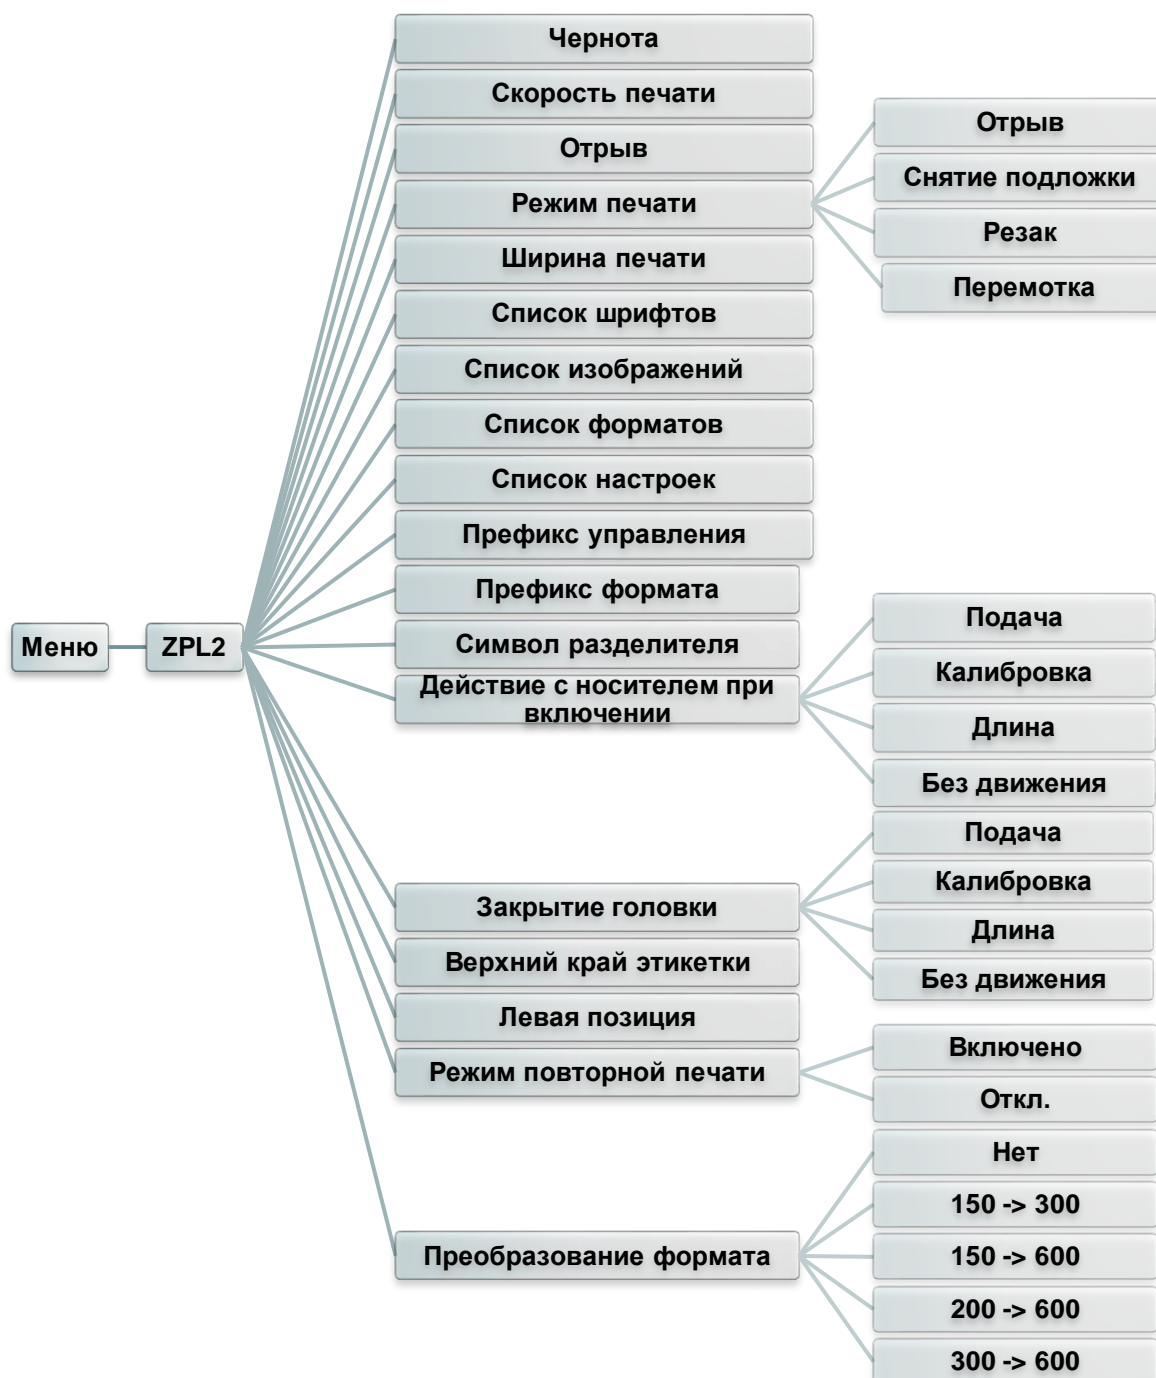 Меню
ZPL2
Чернота
Скорость печати
Отрыв
Режим печати
Отрыв
Снятие подложки
Резак
Перемотка
Ширина печати
Список шрифтов
Список изображений
Список форматов
Список настроек
Префикс управления
Префикс формата
Символ разделителя
Действие с носителем при
включении
Подача
Калибровка
Длина
Без движения
Закрытие головки
Подача
Калибровка
Длина
Без движения
Верхний край этикетки
Левая позиция
Режим повторной печати
Включено
Откл.
Преобразование формата
Нет
150 -> 300
150 -> 600
200 -> 600
300 -> 600